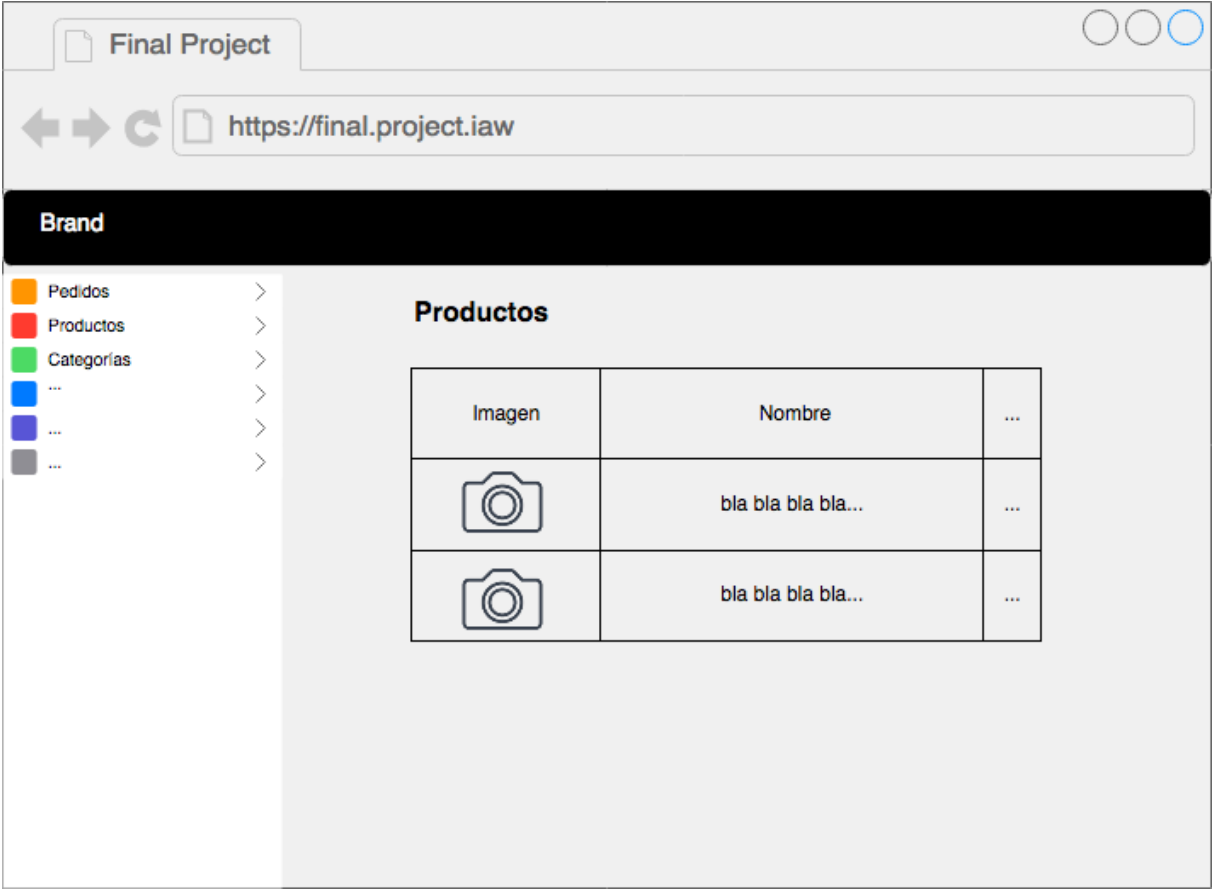 Final Project
https://final.project.iaw
Brand
Pedidos
Productos
Categorías
...
...
...
Productos
Imagen Nombre ...
bla bla bla bla... ...
bla bla bla bla... ...